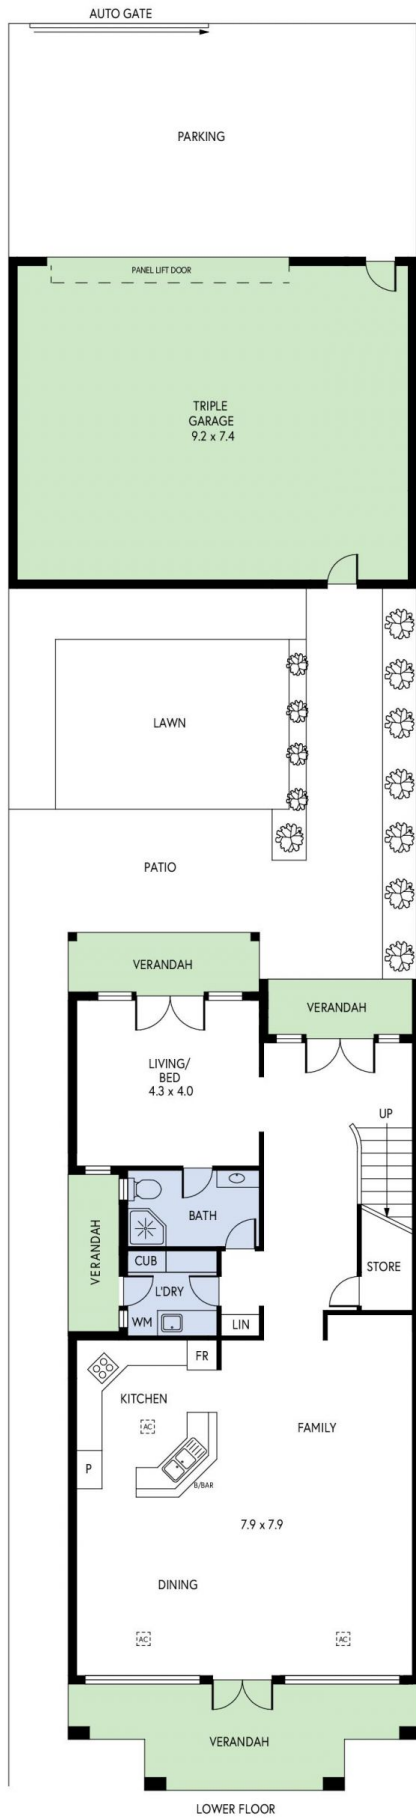 AUTO GATE
PARKING
PANEL LIFT DOOR
TRIPLE
GARAGE
9.2 x 7.4
LAWN
PATIO
VERANDAH
VERANDAH
LIVING/
BED
4.3 x 4.0
UP
BATH
VERANDAH
CUB
STORE
L'DRY
WM
LIN
FR
KITCHEN
AC
FAMILY
P
B/BAR
7.9 x 7.9
DINING
AC
AC
VERANDAH
LOWER FLOOR